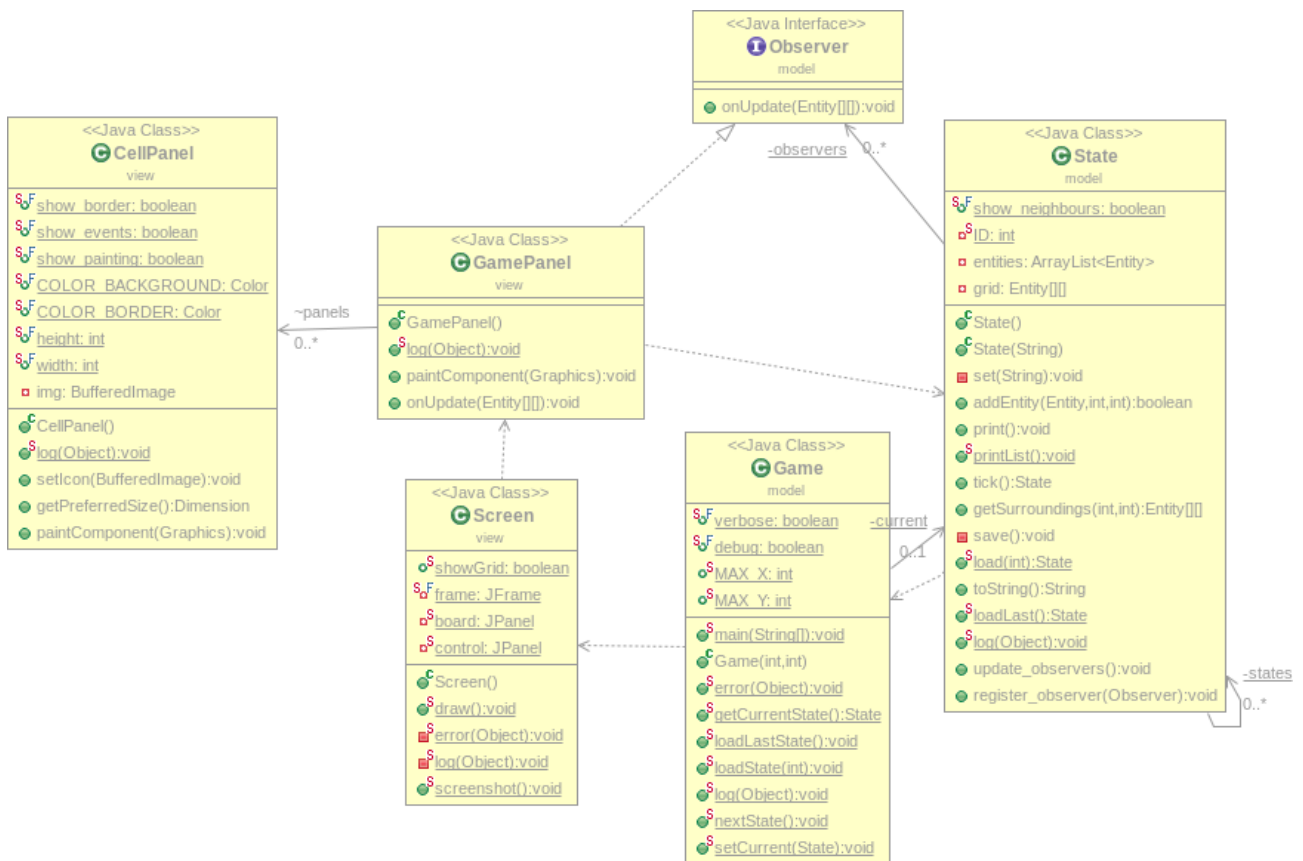 <<Java Interface>>
Observer
model
onUpdate(Entity[][]):void
<<Java Class>>
CellPanel
view
show_border: boolean
show_events: boolean
show_painting: boolean
COLOR_BACKGROUND: Color
COLOR_BORDER: Color
height: int
width: int
img: BufferedImage
CellPanel()
log(Object):void
setIcon(BufferedImage):void
getPreferredSize():Dimension
paintComponent(Graphics):void
~panels
0..*
<<Java Class>>
GamePanel
view
GamePanel()
log(Object):void
paintComponent(Graphics):void
onUpdate(Entity[][]):void
-observers
0..*
<<Java Class>>
State
model
show_neighbours: boolean
ID: int
entities: ArrayList<Entity>
grid: Entity[][]
State()
State(String)
set(String):void
addEntity(Entity,int,int):boolean
print():void
printList():void
tick():State
getSurroundings(int,int):Entity[][]
save():void
load(int):State
toString():String
loadLast():State
log(Object):void
update_observers():void
register_observer(Observer):void
-states
0..*
<<Java Class>>
Screen
view
showGrid: boolean
frame: JFrame
board: JPanel
control: JPanel
Screen()
draw():void
error(Object):void
log(Object):void
screenshot():void
<<Java Class>>
Game
model
verbose: boolean
debug: boolean
MAX_X: int
MAX_Y: int
main(String[]):void
Game(int,int)
error(Object):void
getCurrentState():State
loadLastState():void
loadState(int):void
log(Object):void
nextState():void
setCurrent(State):void
-current
0..1